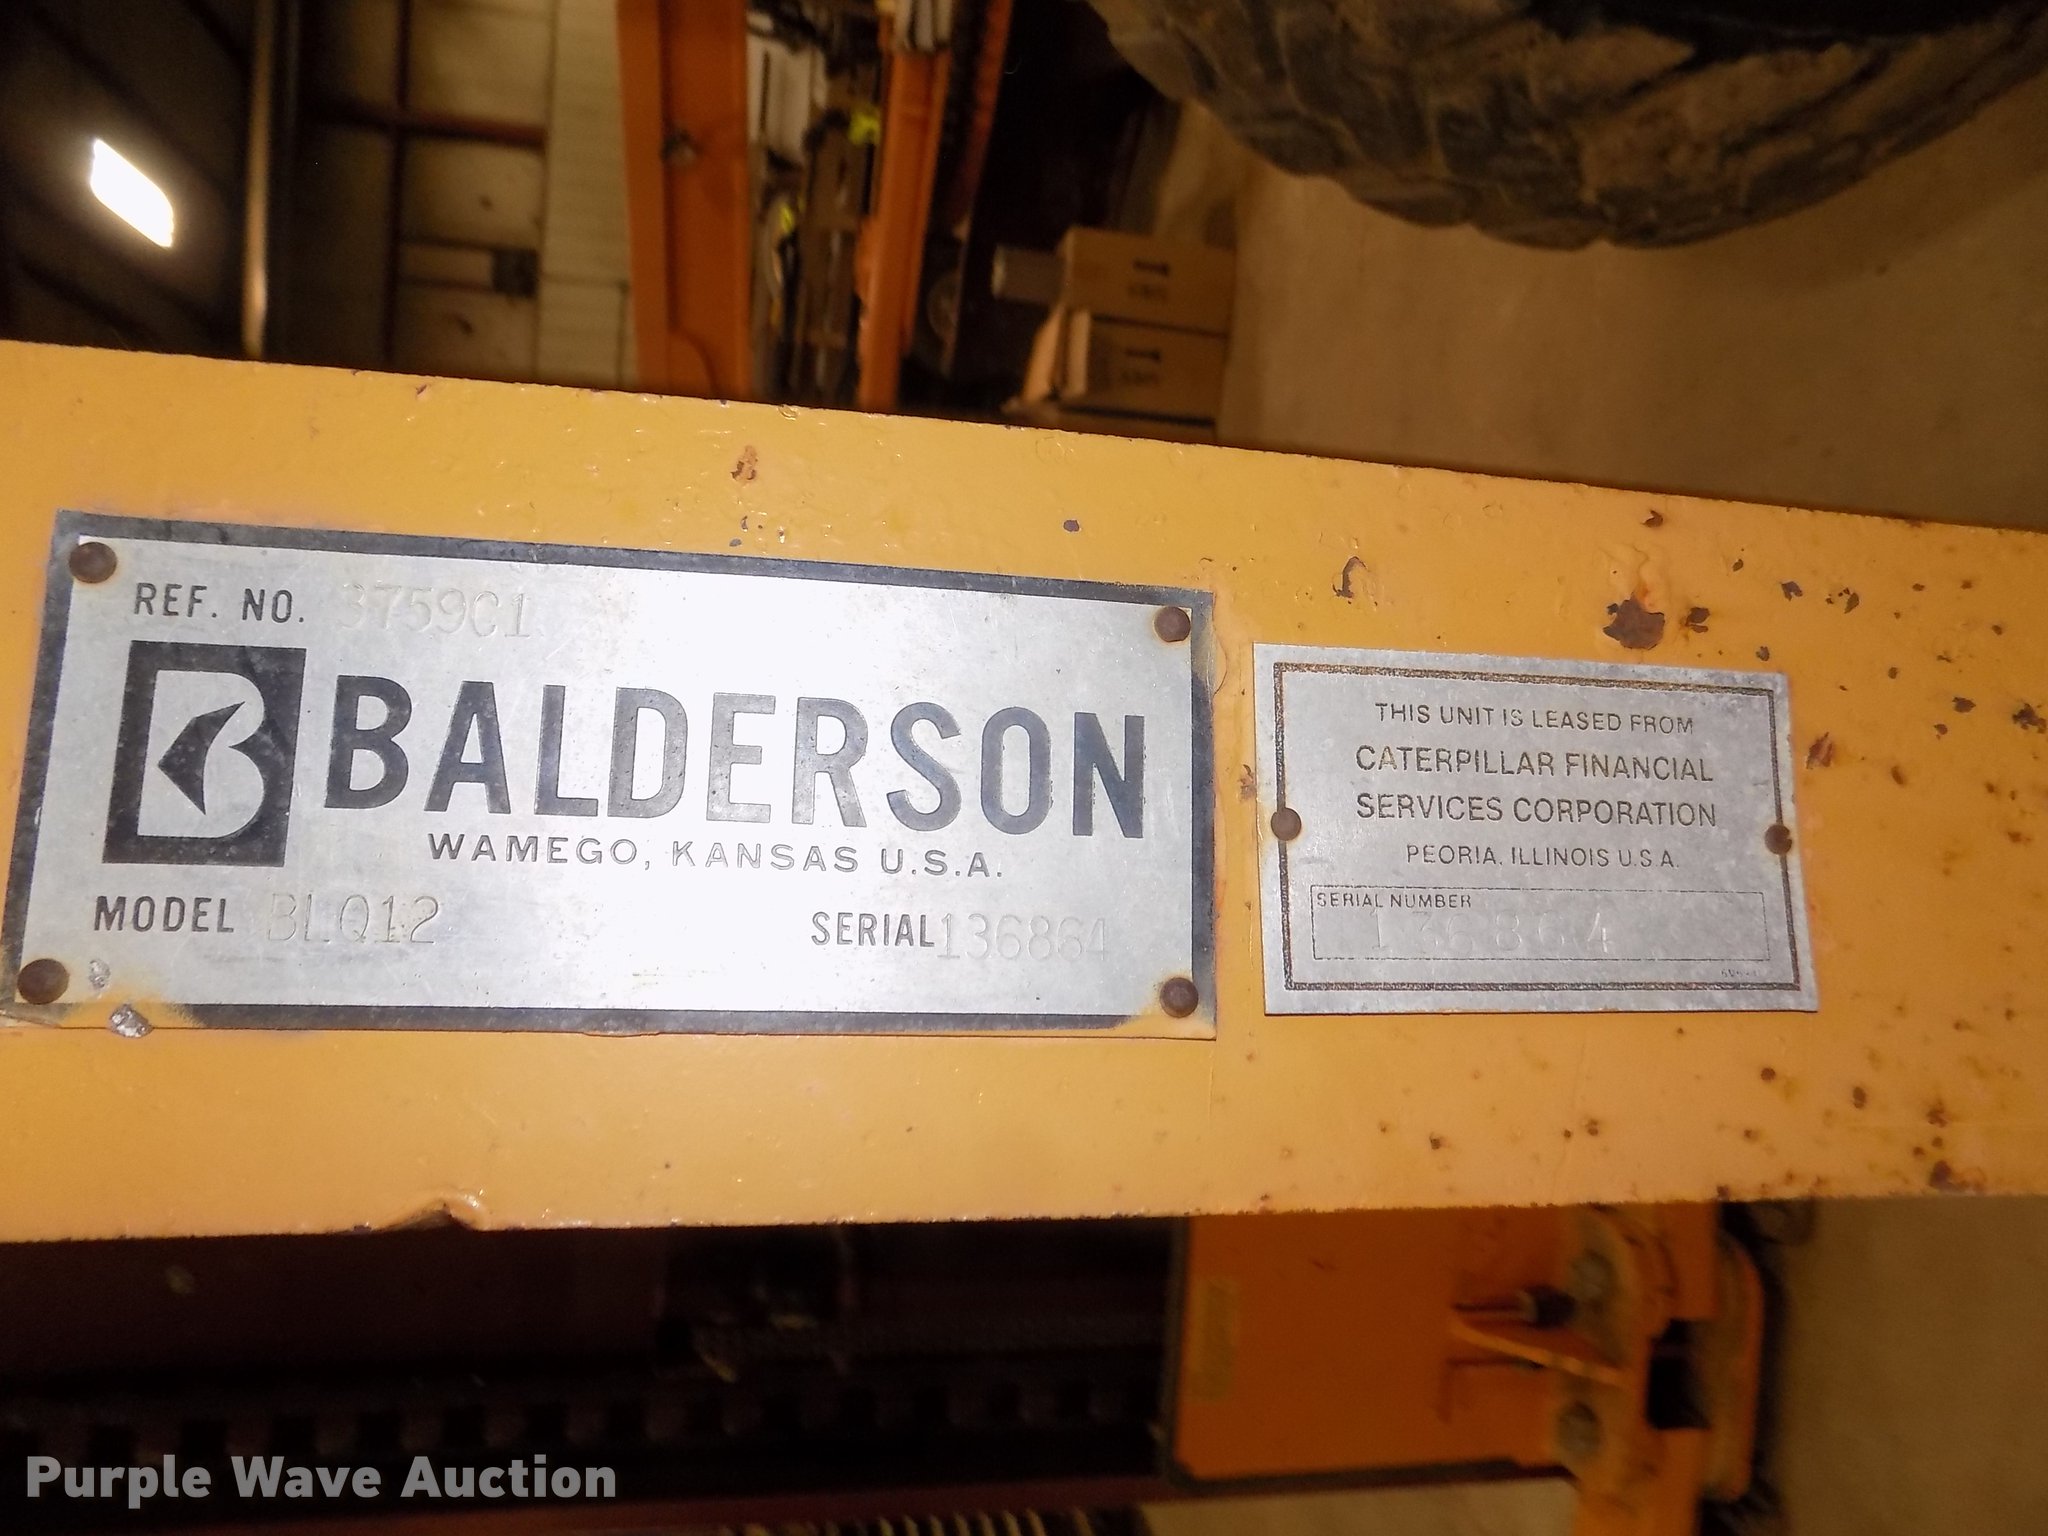 REF. NO. 3759C1
BALDERSON
WAMEGO, KANSAS U.S.A.
MODEL BLQ12
SERIAL 136864
THIS UNIT IS LEASED FROM
CATERPILLAR FINANCIAL
SERVICES CORPORATION
PEORIA, ILLINOIS U.S.A.
SERIAL NUMBER
136864
Purple Wave Auction